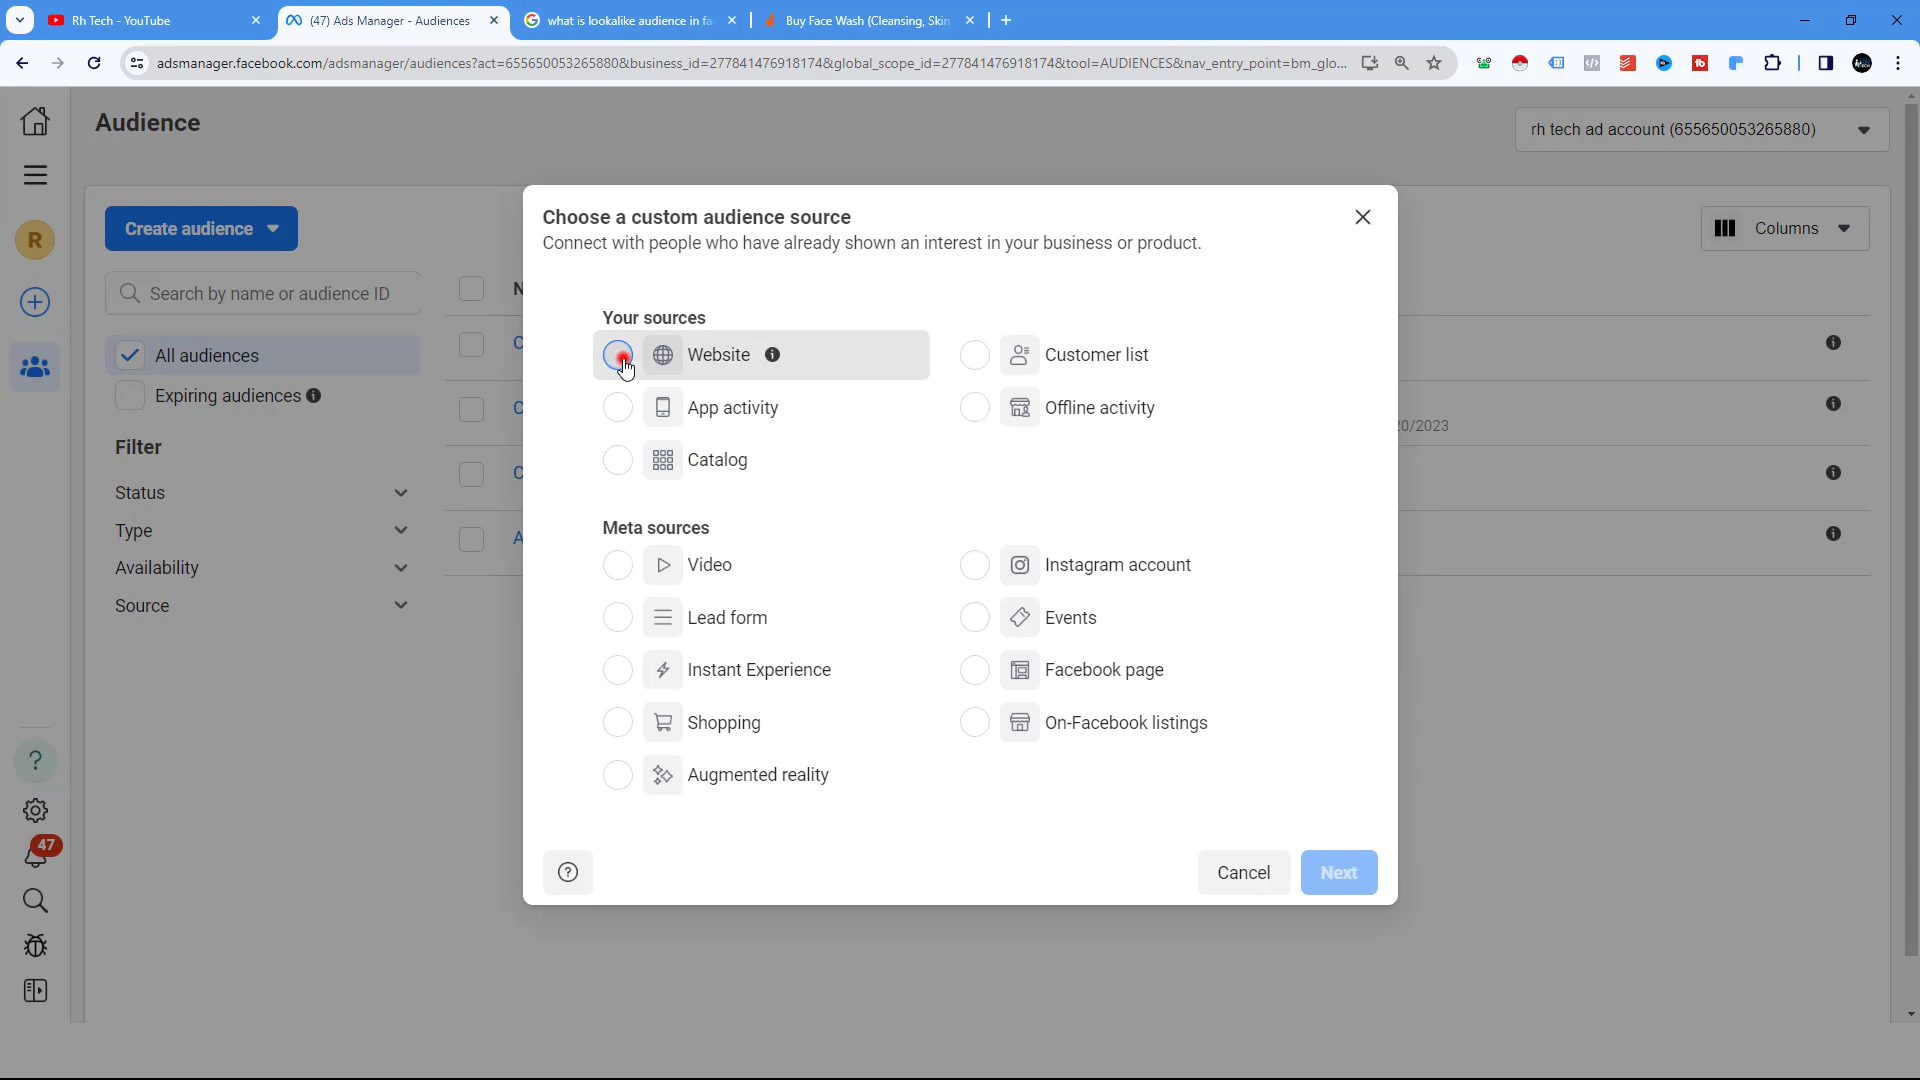 Rh Tech - YouTube
(47) Ads Manager - Audiences
what is lookalike audience in fa
Buy Face Wash (Cleansing, Skin
adsmanager.facebook.com/adsmanager/audiences?act=655650053265880&business_id=277841476918174&global_scope_id=277841476918174&tool=AUDIENCES&nav_entry_point=bm_glo...
Audience
rh tech ad account (655650053265880)
R
Create audience
Columns
Search by name or audience ID
N
All audiences
Expiring audiences
Filter
Status
Type
Availability
Source
C
C
C
A
0/2023
Choose a custom audience source
Connect with people who have already shown an interest in your business or product.
Your sources
Website
Customer list
App activity
Offline activity
Catalog
Meta sources
Video
Instagram account
Lead form
Events
Instant Experience
Facebook page
Shopping
On-Facebook listings
Augmented reality
Cancel
Next
47